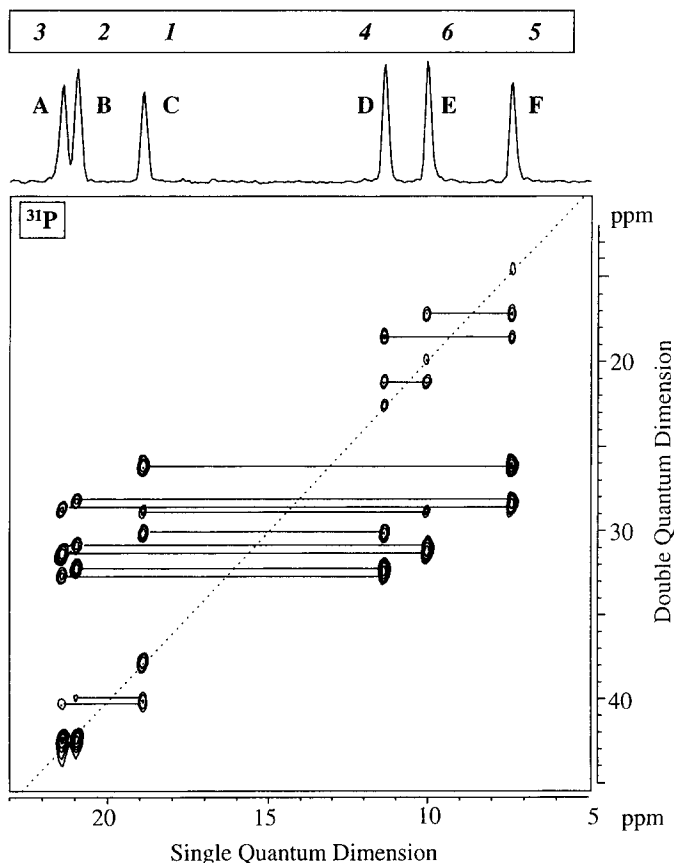 3 2 1 4 6 5
A B C D E F
³¹P
ppm
20
30
40
Double Quantum Dimension
20 15 10 5 ppm
Single Quantum Dimension